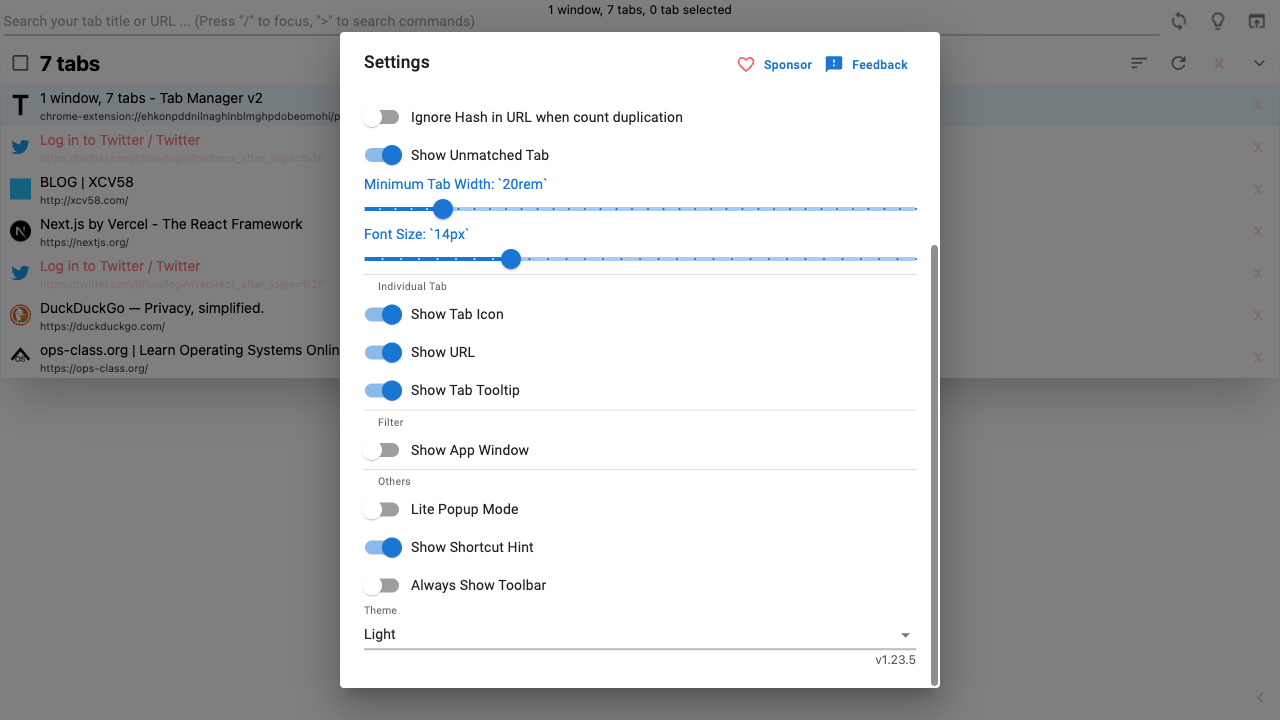 1 window, 7 tabs, 0 tab selected
Search your tab title or URL ... (Press "/" to focus, ">" to search commands)
7 tabs
1 window, 7 tabs - Tab Manager v2
chrome-extension://ehkonpddnilnaghlnblmghpdobeomohi/p
X
Log in to Twitter / Twitter
https://twitter.com/i/flow/login?redirect_after_login=%2F
X
BLOG | XCV58
http://xcv58.com/
X
Next.js by Vercel - The React Framework
https://nextjs.org/
X
Log in to Twitter / Twitter
https://twitter.com/i/flow/login?redirect_after_login=%2F
X
DuckDuckGo — Privacy, simplified.
https://duckduckgo.com/
X
ops-class.org | Learn Operating Systems Onlin
https://ops-class.org/
X
Settings
Sponsor
Feedback
Ignore Hash in URL when count duplication
Show Unmatched Tab
Minimum Tab Width: `20rem`
Font Size: `14px`
Individual Tab
Show Tab Icon
Show URL
Show Tab Tooltip
Filter
Show App Window
Others
Lite Popup Mode
Show Shortcut Hint
Always Show Toolbar
Theme
Light
v1.23.5